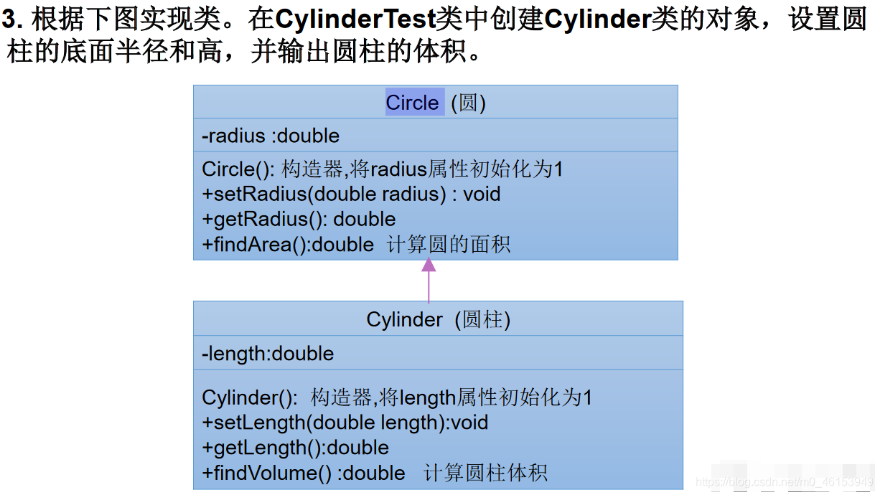 3. 根据下图实现类。在CylinderTest类中创建Cylinder类的对象，设置圆
柱的底面半径和高，并输出圆柱的体积。
Circle (圆)
-radius :double
Circle(): 构造器,将radius属性初始化为1
+setRadius(double radius) : void
+getRadius(): double
+findArea():double 计算圆的面积
Cylinder (圆柱)
-length:double
Cylinder(): 构造器,将length属性初始化为1
+setLength(double length):void
+getLength():double
+findVolume() :double 计算圆柱体积
https://blog.csdn.net/m0_46153949